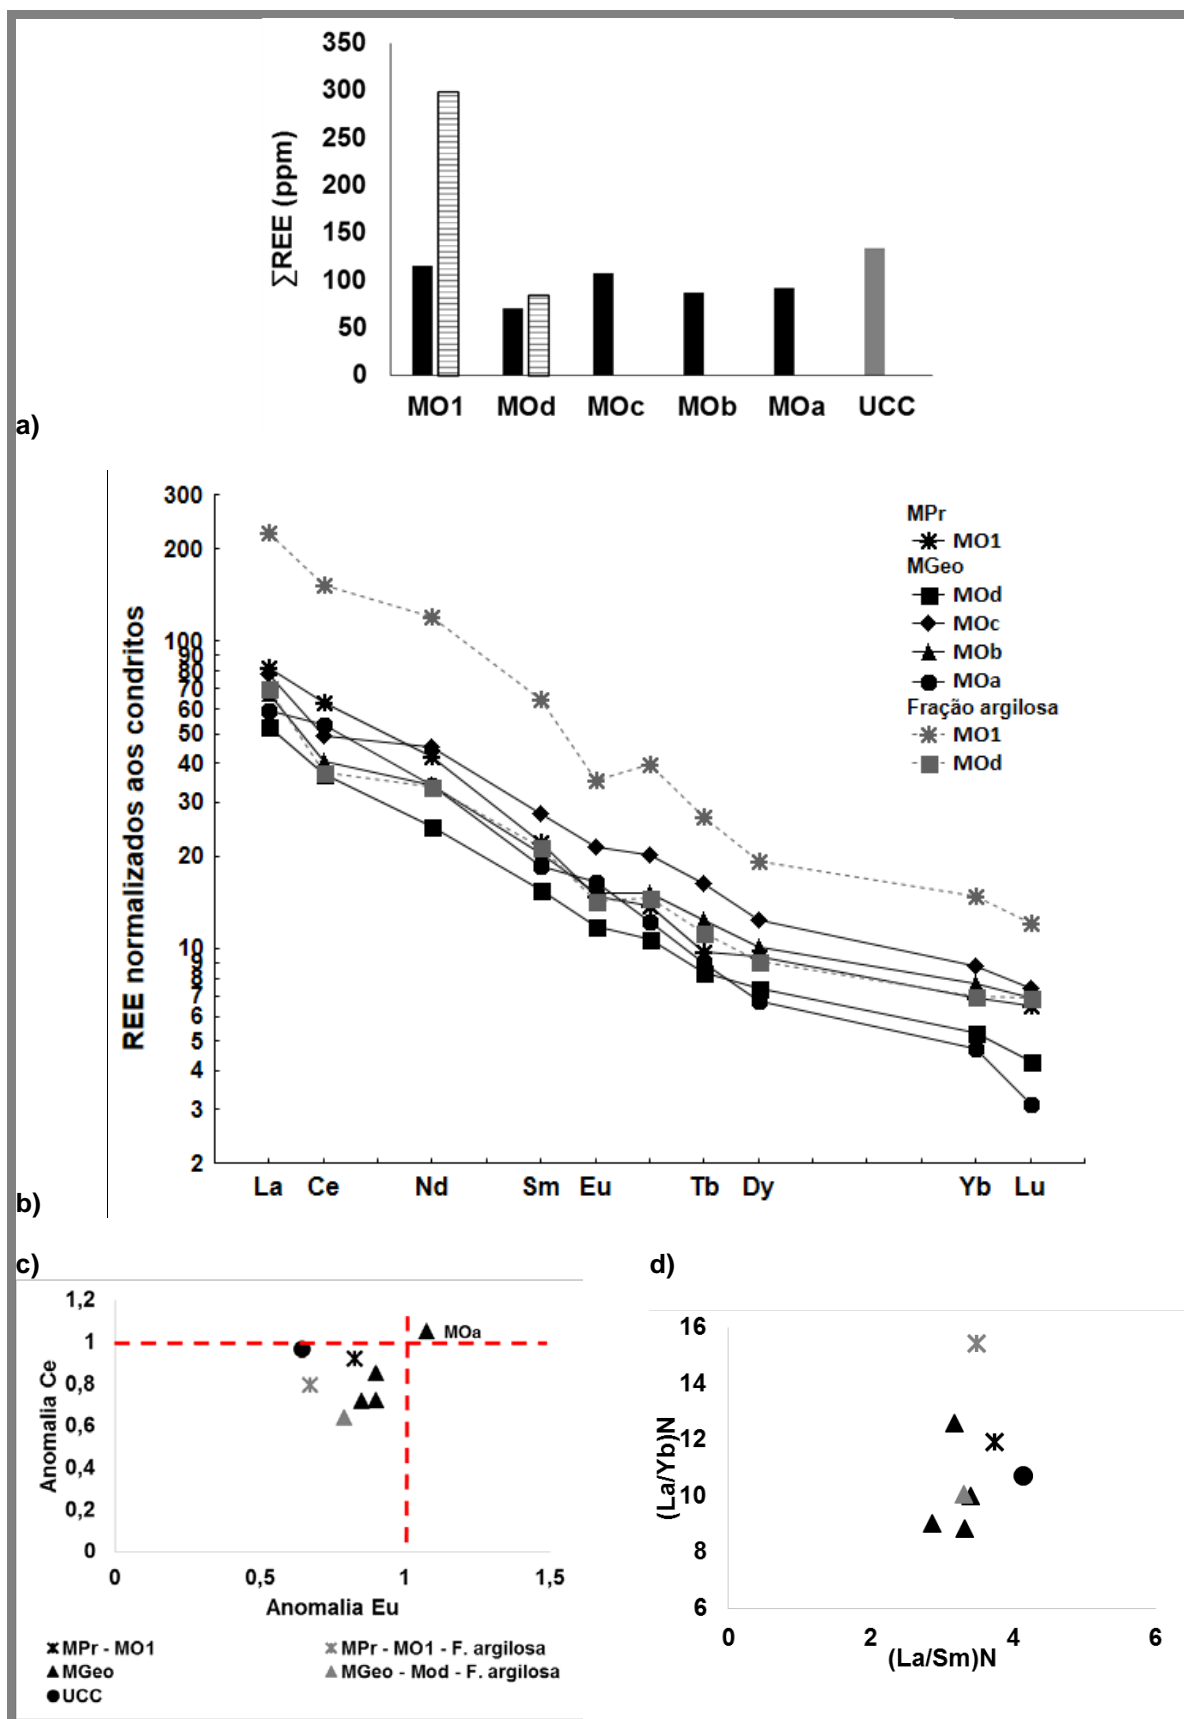 350
300
250
200
150
100
50
0
∑REE (ppm)
MO1 MOd MOc MOb MOa UCC
a)
300
200
100
90
80
70
60
50
40
30
20
10
9
8
7
6
5
4
3
2
REE normalizados aos condritos
La Ce Nd Sm Eu Tb Dy Yb Lu
MPr
MO1
MGeo
MOd
MOc
MOb
MOa
Fração argilosa
MO1
MOd
b)
c)
1,2
1
0,8
0,6
0,4
0,2
0
Anomalia Ce
MOa
0 0,5 1 1,5
Anomalia Eu
MPr - MO1
MPr - MO1 - F. argilosa
MGeo
MGeo - Mod - F. argilosa
UCC
d)
16
14
12
10
8
6
(La/Yb)N
0 2 4 6
(La/Sm)N